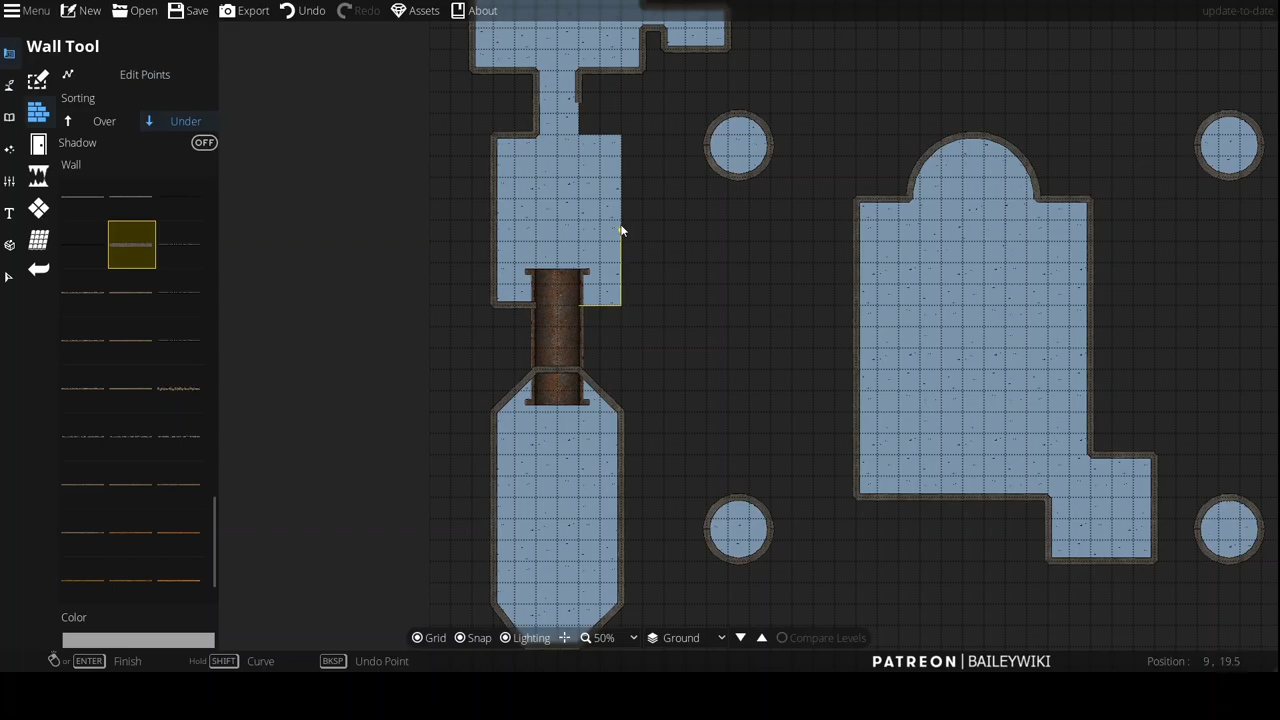 Menu New Open Save Export Undo Redo Assets About update-to-date
Wall Tool
Edit Points
Sorting
Over Under
Shadow OFF
Wall
Color
Grid Snap Lighting 50% Ground Compare Levels
or ENTER Finish Hold SHIFT Curve BKSP Undo Point PATREON | BAILEYWIKI Position : 9 , 19.5